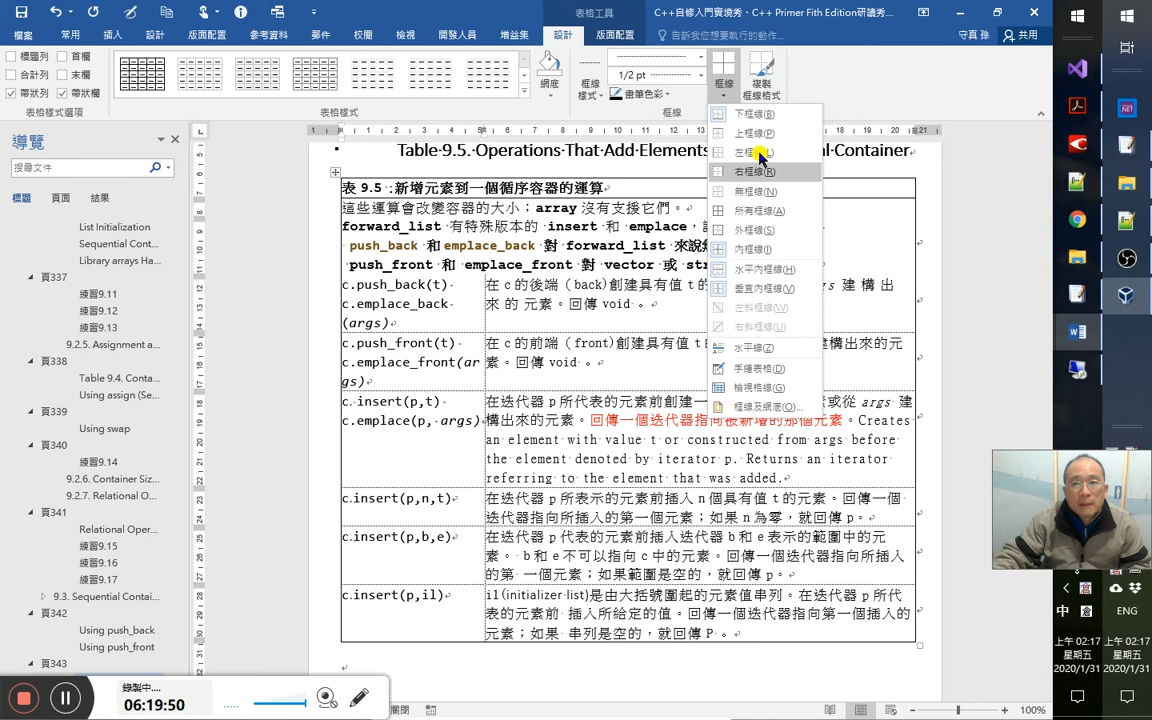 表格工具
C++自修入門實境秀、C++ Primer Fith Edition研讀秀...
檔案 常用 插入 設計 版面配置 參考資料 郵件 校閱 檢視 開發人員 增益集 設計 版面配置 告訴我您想要執行的動作... 守真 孫 共用
標題列 首欄
合計列 末欄
帶狀列 帶狀欄
表格樣式選項
表格樣式
網底
框線樣式
1/2 pt
畫筆色彩
框線
複製框線格式
框線
下框線(B)
上框線(P)
右框線(R)
無框線(N)
所有框線(A)
外框線(S)
內框線(I)
水平內框線(H)
垂直內框線(V)
左斜框線(W)
右斜框線(U)
水平線(Z)
手繪表格(D)
檢視格線(G)
框線及網底(O)...
導覽
搜尋文件
標題 頁面 結果
List Initialization
Sequential Cont...
Library arrays Ha...
頁337
練習9.11
練習9.12
練習9.13
9.2.5. Assignment a...
頁338
Table 9.4. Conta...
Using assign (Se...
頁339
Using swap
頁340
練習9.14
9.2.6. Container Siz...
9.2.7. Relational O...
頁341
Relational Oper...
練習9.15
練習9.16
練習9.17
9.3. Sequential Contai...
頁342
Using push_back
Using push_front
頁343
Table·9.5.·Operations·That·Add·Elements
Container
表 9.5 :新增元素到一個循序容器的運算
這些運算會改變容器的大小；array 沒有支援它們。
forward_list 有特殊版本的 insert 和 emplace，
push_back 和 emplace_back 對 forward_list 來說
push_front 和 emplace_front 對 vector 或
c.push_back(t)
c.emplace_back
(args)
在 c 的後端（back)創建具有值 t
建 構 出
來 的 元素。回傳 void 。
c.push_front(t)
c.emplace_front(ar
gs)
在 c 的前端（front)創建具有值 t
建構出來的元
素。回傳 void 。
c.insert(p,t)
c.emplace(p, args)
在迭代器 p 所代表的元素前創建一
或從 args 建
構出來的元素。回傳一個迭代器指向被新增的那個元素。Creates
an element with value t or constructed from args before
the element denoted by iterator p. Returns an iterator
referring to the element that was added.
c.insert(p,n,t)
在迭代器 p 所表示的元素前插入 n 個具有值 t 的元素。回傳一個
迭代器指向所插入的第一個元素；如果 n 為零，就回傳 p。
c.insert(p,b,e)
在迭代器 p 代表的元素前插入迭代器 b 和 e 表示的範圍中的元
素。 b 和 e 不可以指向 c 中的元素。回傳一個迭代器指向所插入
的第 一個元素；如果範圍是空的，就回傳 p。
c.insert(p,il)
il(initializer list)是由大括號圍起的元素值串列。在迭代器 p 所代
表的元素前 插入所給定的值。回傳一個迭代器指向第一個插入的
元素；如果 串列是空的，就回傳 P 。
錄製中...
06:19:50
100%
中 倉 ENG
上午 02:17 上午 02:17
星期五 星期五
2020/1/31 2020/1/31